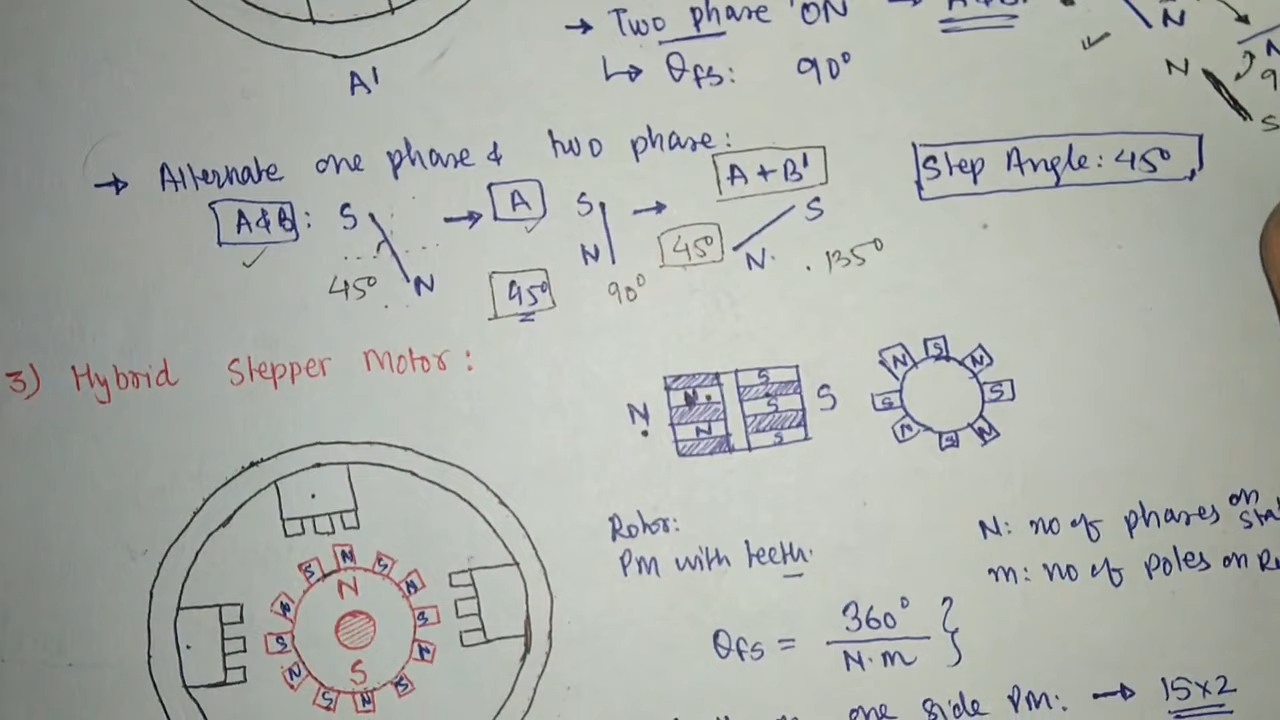 → Two phase ON →
A'
↳ θfs: 90°
N
N
S
→ Alternate one phase & two phase:
A&B: S N 45° → A S N 90° → A+B' S N. .135°
45°
45°
Step Angle: 45°
3) Hybrid Stepper Motor:
N N. N S S S S
N S N S N S N S
Rotor:
PM with teeth.
N: no of phases on
m: no of poles on
θfs = 360° / N·m }
N S
S N S N S N S N S N S N S
one side PM: → 15×2